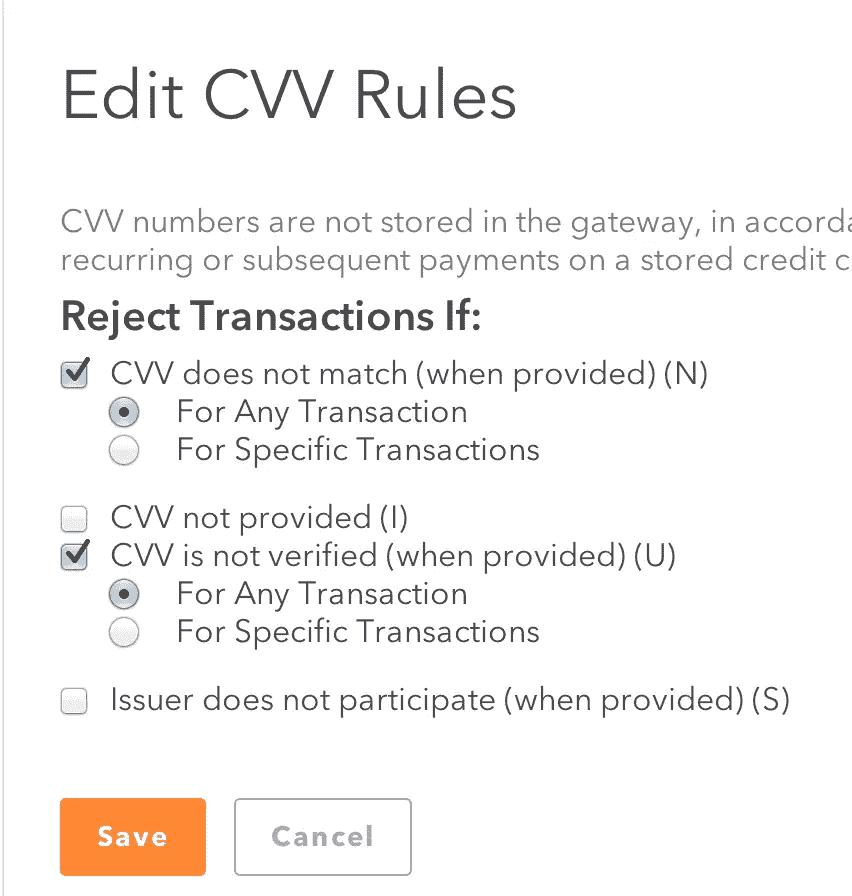 Edit CVV Rules
CVV numbers are not stored in the gateway, in
recurring or subsequent payments on a stored credit
Reject Transactions If:
CVV does not match (when provided) (N)
For Any Transaction
For Specific Transactions
CVV not provided (I)
CVV is not verified (when provided) (U)
For Any Transaction
For Specific Transactions
Issuer does not participate (when provided) (S)
Save
Cancel